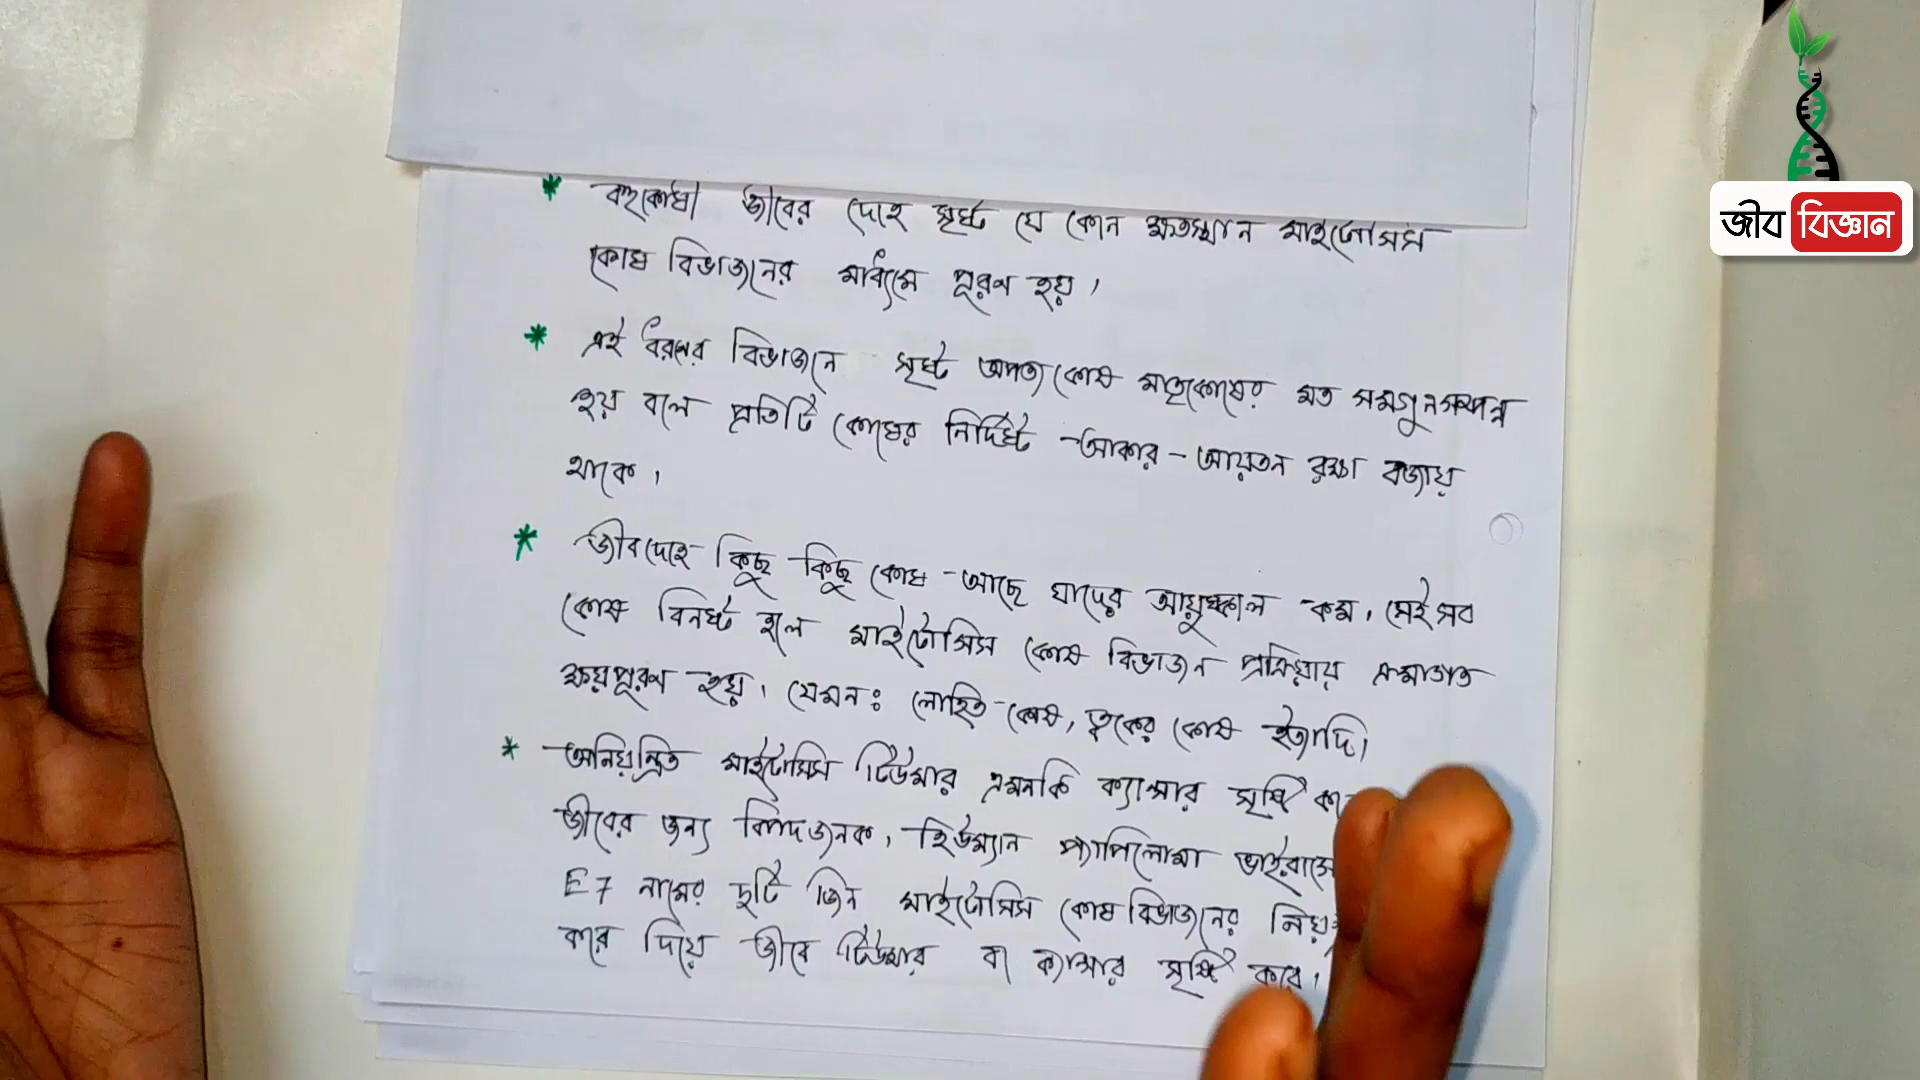 জীব বিজ্ঞান
* বহুকোষী জীবের দেহে সৃষ্ট যে কোন ক্ষতস্থান মাইটোসিস
কোষ বিভাজনের মাধ্যমে পূরণ হয়।
* এই ধরনের বিভাজনে সৃষ্ট অপত্য কোষ মাতৃকোষের মত সমগুনসম্পন্ন
হয় বলে প্রতিটি কোষের নির্দিষ্ট আকার - আয়তন রক্ষা বজায়
থাকে।
* জীবদেহে কিছু কিছু কোষ আছে যাদের আয়ুষ্কাল কম, সেই সব
কোষ বিনষ্ট হলে মাইটোসিস কোষ বিভাজন প্রক্রিয়ায় ক্রমাগত
ক্ষয়পূরণ হয়। যেমনঃ লোহিত কোষ, ত্বকের কোষ ইত্যাদি।
* অনিয়ন্ত্রিত মাইটোসিস টিউমার এমনকি ক্যান্সার সৃষ্টি
জীবের জন্য বিপদজনক। হিউম্যান প্যাপিলোমা
E7 নামের দুটি জিন মাইটোসিস কোষ বিভাজনের
করে দিয়ে জীবে টিউমার বা ক্যান্সার সৃষ্টি করে।